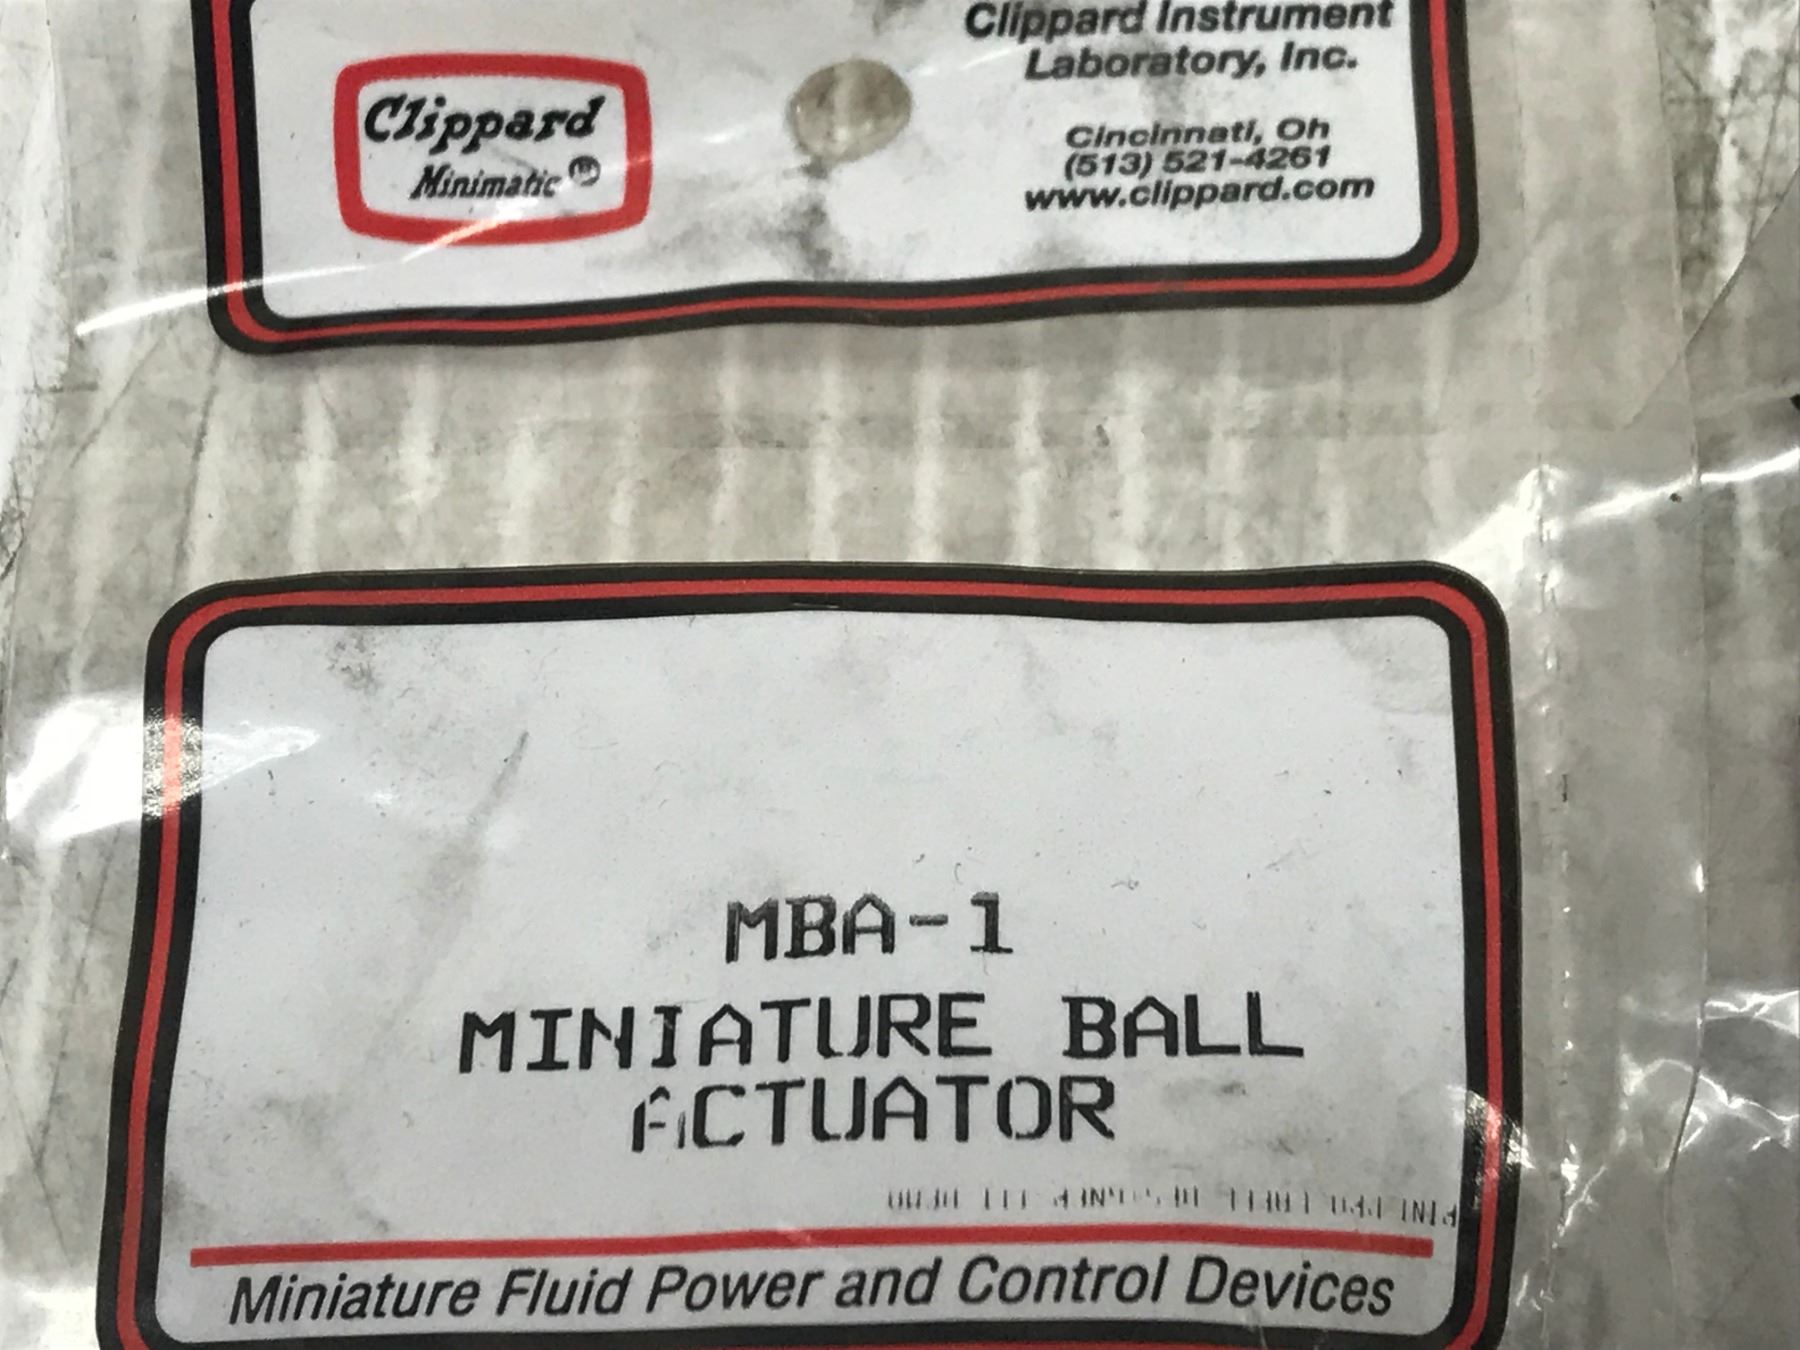 Clippard
Minimatic®
Clippard Instrument
Laboratory, Inc.
Cincinnati, Oh
(513) 521-4261
www.clippard.com
MBA-1
MINIATURE BALL
ACTUATOR
Miniature Fluid Power and Control Devices